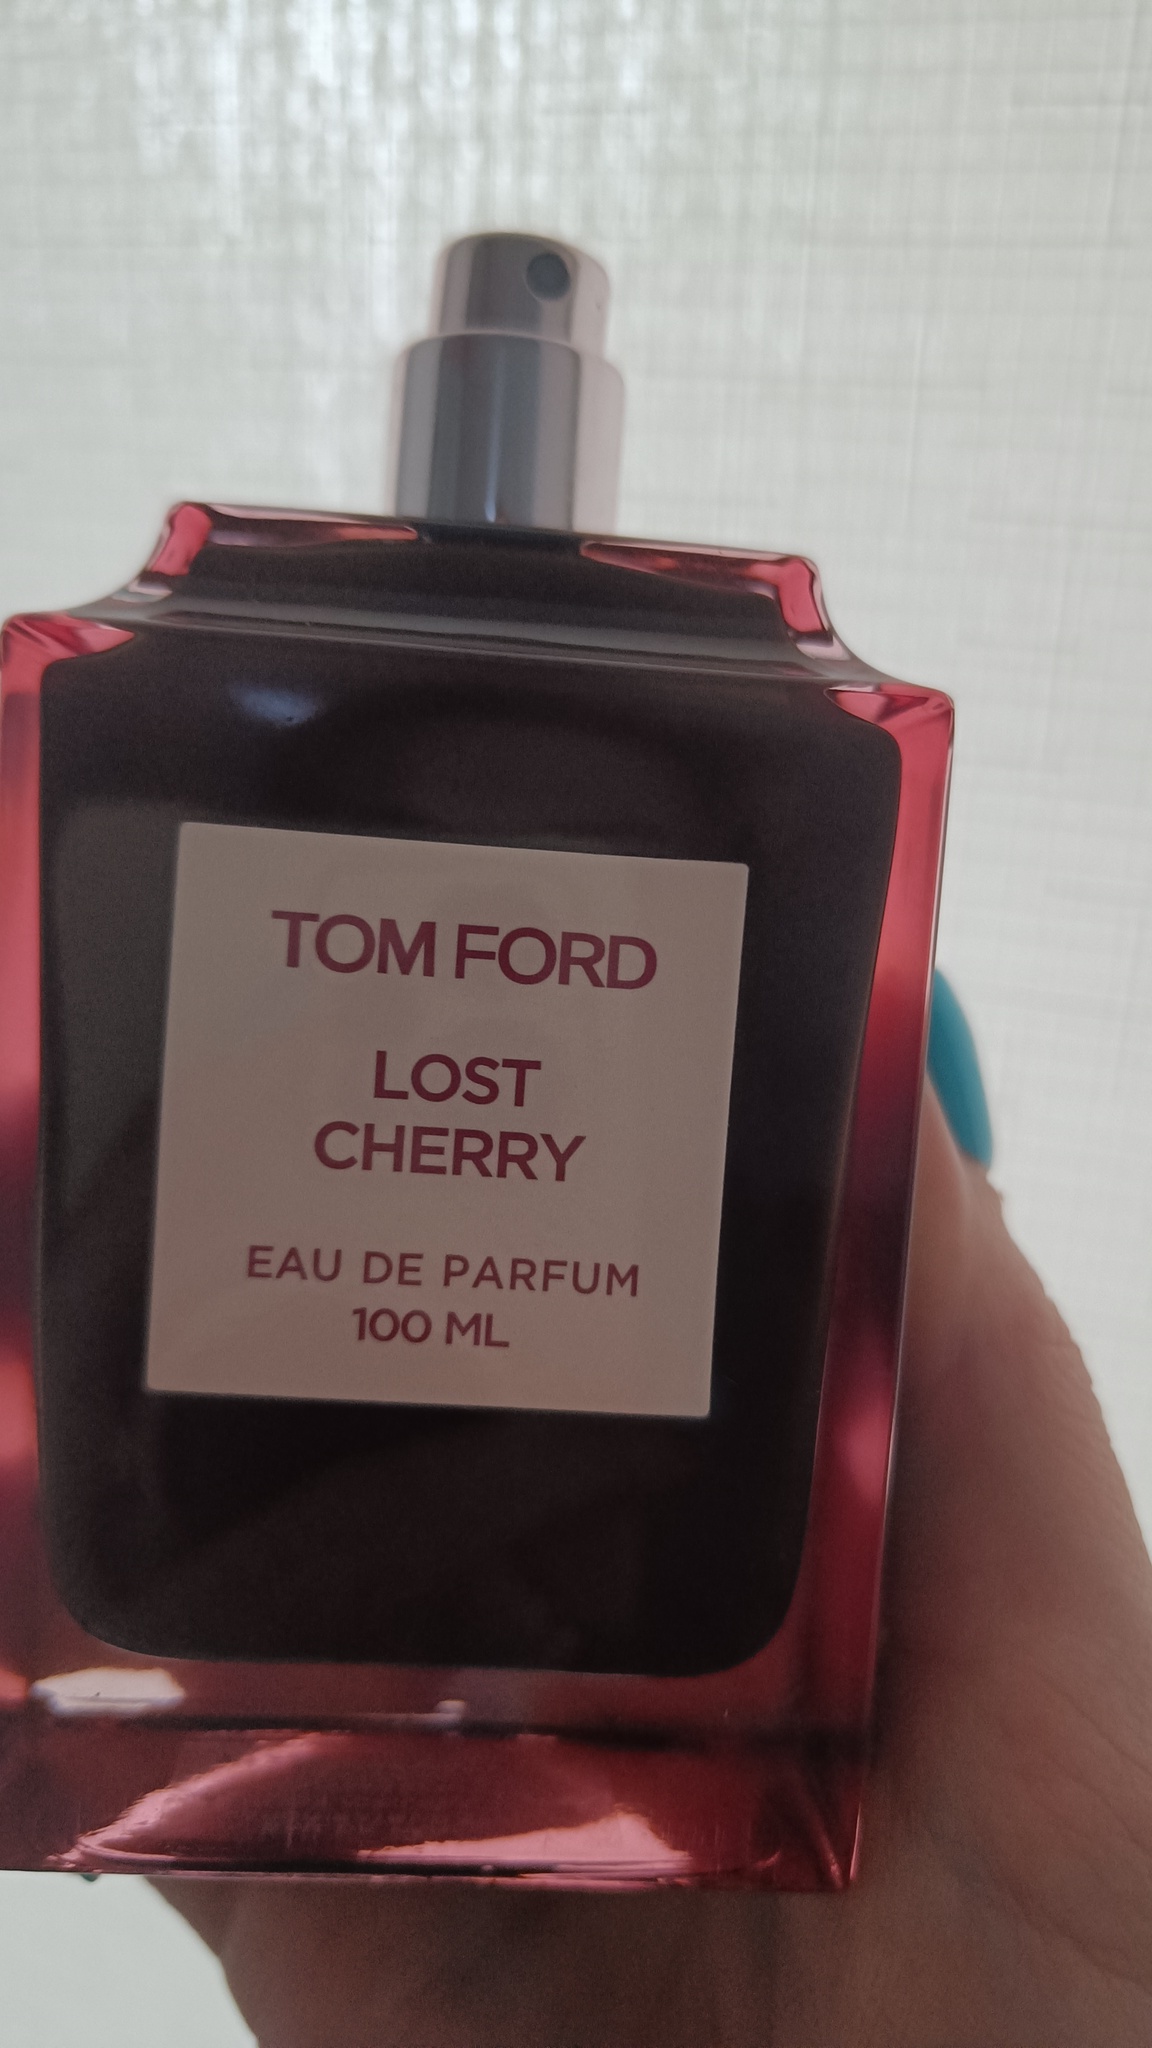 TOM FORD
LOST
CHERRY
EAU DE PARFUM
100 ML